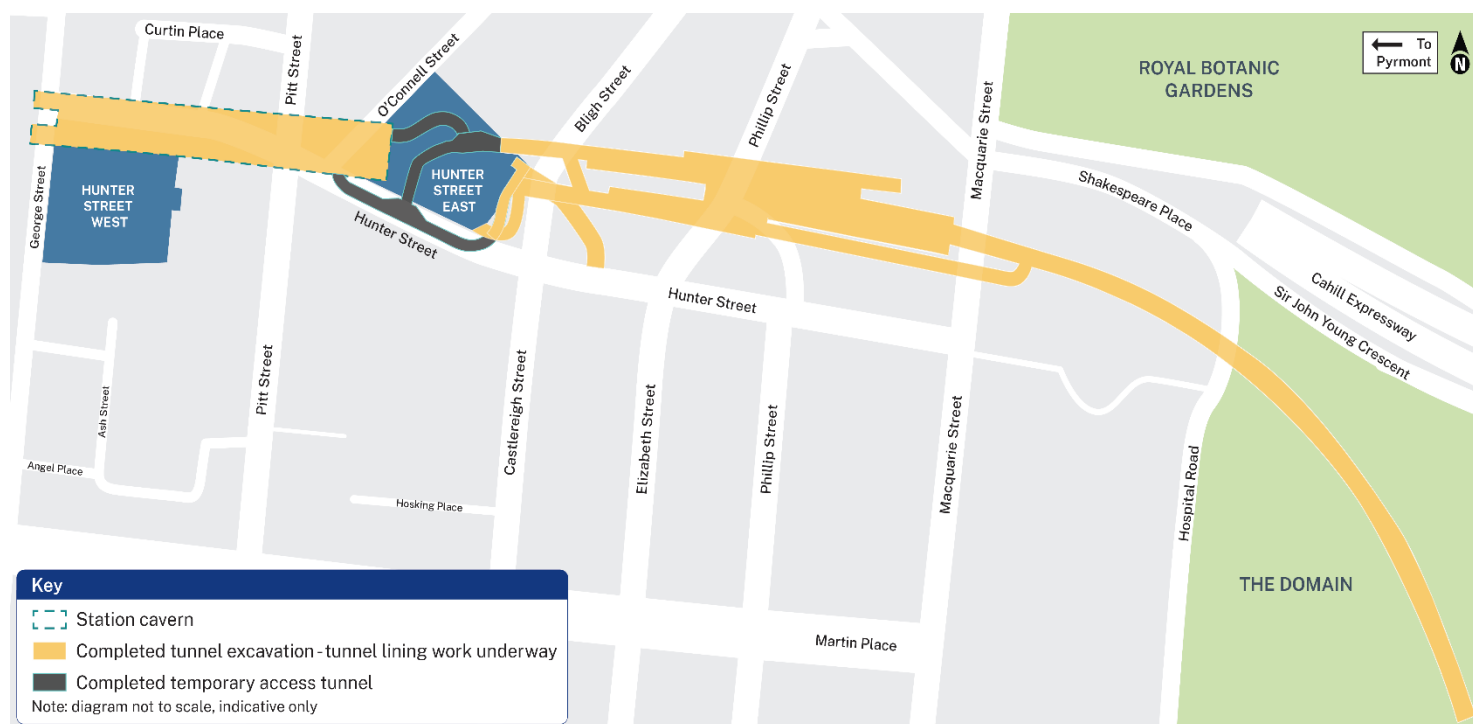 Curtin Place
Pitt Street
O'Connell Street
Bligh Street
Phillip Street
Macquarie Street
ROYAL BOTANIC
GARDENS
To
Pyrmont
N
George Street
HUNTER
STREET
WEST
HUNTER
STREET
EAST
Hunter Street
Hunter Street
Shakespeare Place
Cahill Expressway
Sir John Young Crescent
Ash Street
Angel Place
Pitt Street
Hosking Place
Castlereigh Street
Elizabeth Street
Phillip Street
Macquarie Street
Hospital Road
THE DOMAIN
Martin Place
Key
Station cavern
Completed tunnel excavation - tunnel lining work underway
Completed temporary access tunnel
Note: diagram not to scale, indicative only